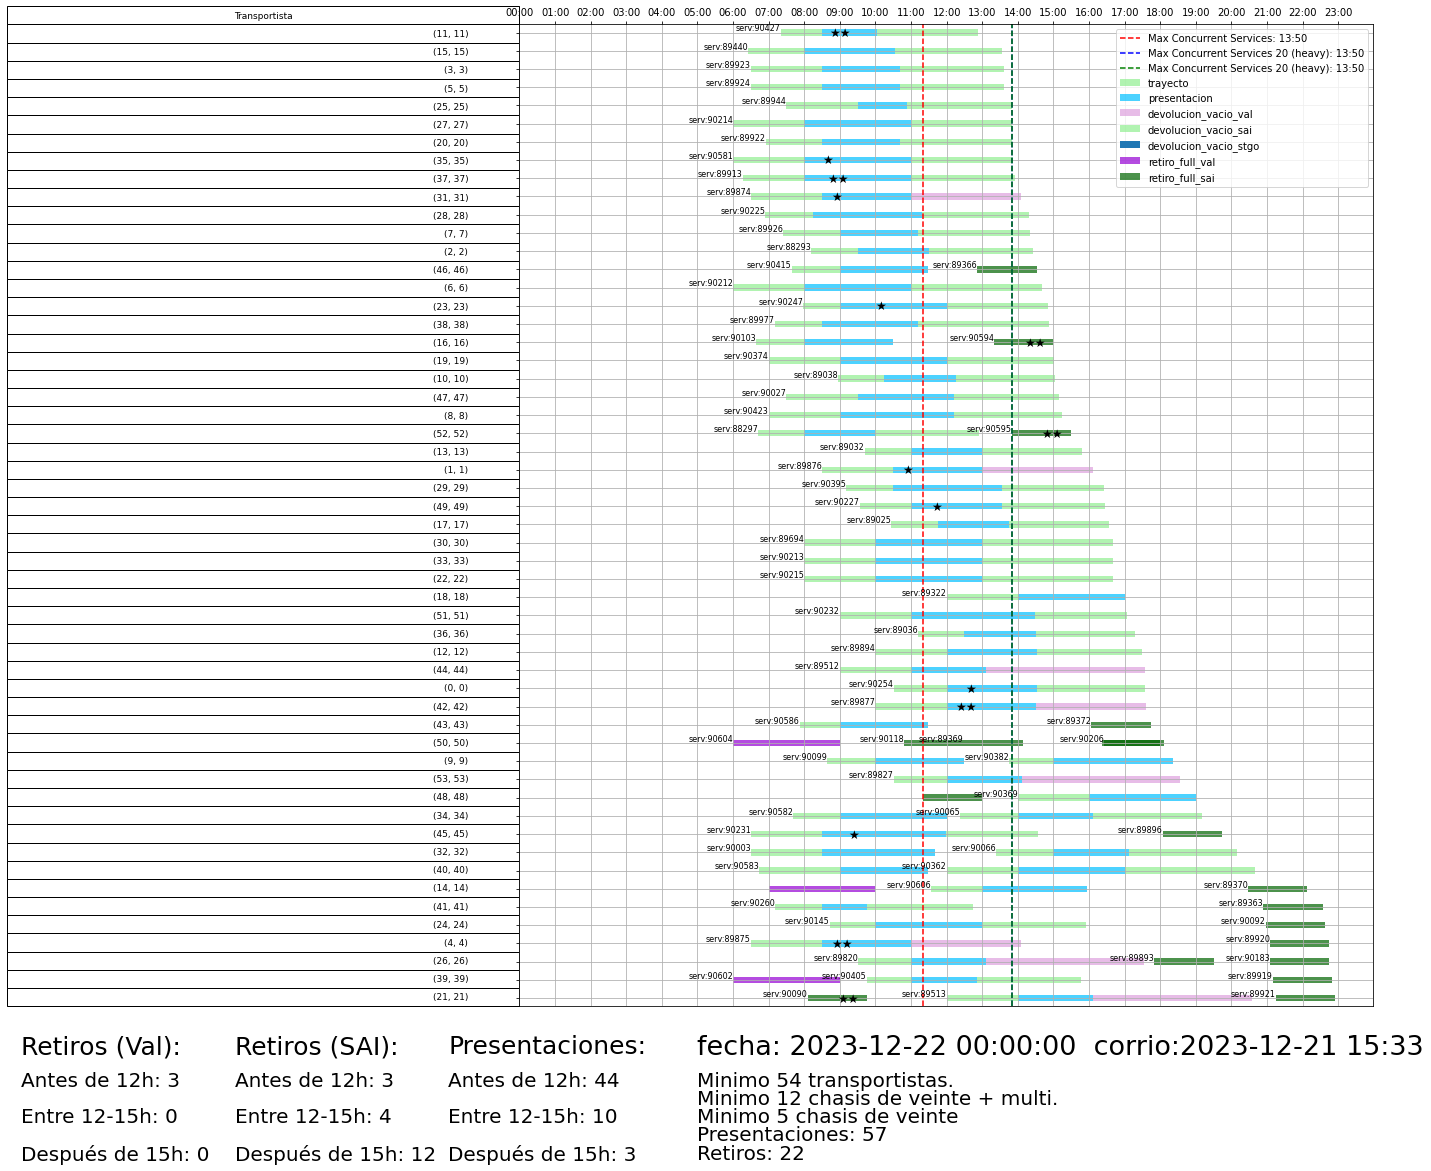 Transportista
00:00 01:00 02:00 03:00 04:00 05:00 06:00 07:00 08:00 09:00 10:00 11:00 12:00 13:00 14:00 15:00 16:00 17:00 18:00 19:00 20:00 21:00 22:00 23:00
Max Concurrent Services: 13:50
Max Concurrent Services 20 (heavy): 13:50
Max Concurrent Services 20 (heavy): 13:50
trayecto
presentacion
devolucion_vacio_val
devolucion_vacio_sai
devolucion_vacio_stgo
retiro_full_val
retiro_full_sai
(11, 11) serv:90427
(15, 15) serv:89440
(3, 3) serv:89923
(5, 5) serv:89924
(25, 25) serv:89944
(27, 27) serv:90214
(20, 20) serv:89922
(35, 35) serv:90581
(37, 37) serv:89913
(31, 31) serv:89874
(28, 28) serv:90225
(7, 7) serv:89926
(2, 2) serv:88293
(46, 46) serv:90415 serv:89366
(6, 6) serv:90212
(23, 23) serv:90247
(38, 38) serv:89977
(16, 16) serv:90103 serv:90594
(19, 19) serv:90374
(10, 10) serv:89038
(47, 47) serv:90027
(8, 8) serv:90423
(52, 52) serv:88297 serv:90595
(13, 13) serv:89032
(1, 1) serv:89876
(29, 29) serv:90395
(49, 49) serv:90227
(17, 17) serv:89025
(30, 30) serv:89694
(33, 33) serv:90213
(22, 22) serv:90215
(18, 18) serv:89322
(51, 51) serv:90232
(36, 36) serv:89036
(12, 12) serv:89894
(44, 44) serv:89512
(0, 0) serv:90254
(42, 42) serv:89877
(43, 43) serv:90586 serv:89372
(50, 50) serv:90604 serv:90118 serv:89369 serv:90206
(9, 9) serv:90099 serv:90382
(53, 53) serv:89827
(48, 48) serv:90369
(34, 34) serv:90582 serv:90065
(45, 45) serv:90231 serv:89896
(32, 32) serv:90003 serv:90066
(40, 40) serv:90583 serv:90362
(14, 14) serv:90606 serv:89370
(41, 41) serv:90260 serv:89363
(24, 24) serv:90145 serv:90092
(4, 4) serv:89875 serv:89920
(26, 26) serv:89820 serv:89893 serv:90183
(39, 39) serv:90602 serv:90405 serv:89919
(21, 21) serv:90090 serv:89513 serv:89921
Retiros (Val):
Antes de 12h: 3
Entre 12-15h: 0
Después de 15h: 0
Retiros (SAI):
Antes de 12h: 3
Entre 12-15h: 4
Después de 15h: 12
Presentaciones:
Antes de 12h: 44
Entre 12-15h: 10
Después de 15h: 3
fecha: 2023-12-22 00:00:00 corrio:2023-12-21 15:33
Minimo 54 transportistas.
Minimo 12 chasis de veinte + multi.
Minimo 5 chasis de veinte
Presentaciones: 57
Retiros: 22